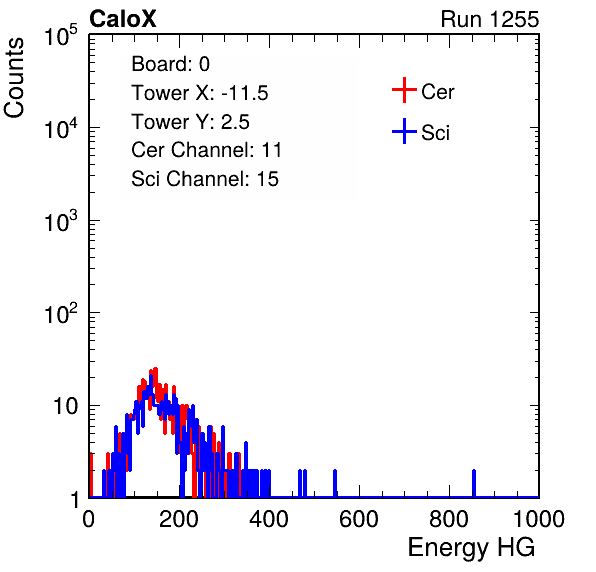 CaloX Run 1255
Counts
10^5
10^4
10^3
10^2
10
1
Board: 0
Tower X: -11.5
Tower Y: 2.5
Cer Channel: 11
Sci Channel: 15
Cer
Sci
0 200 400 600 800 1000
Energy HG